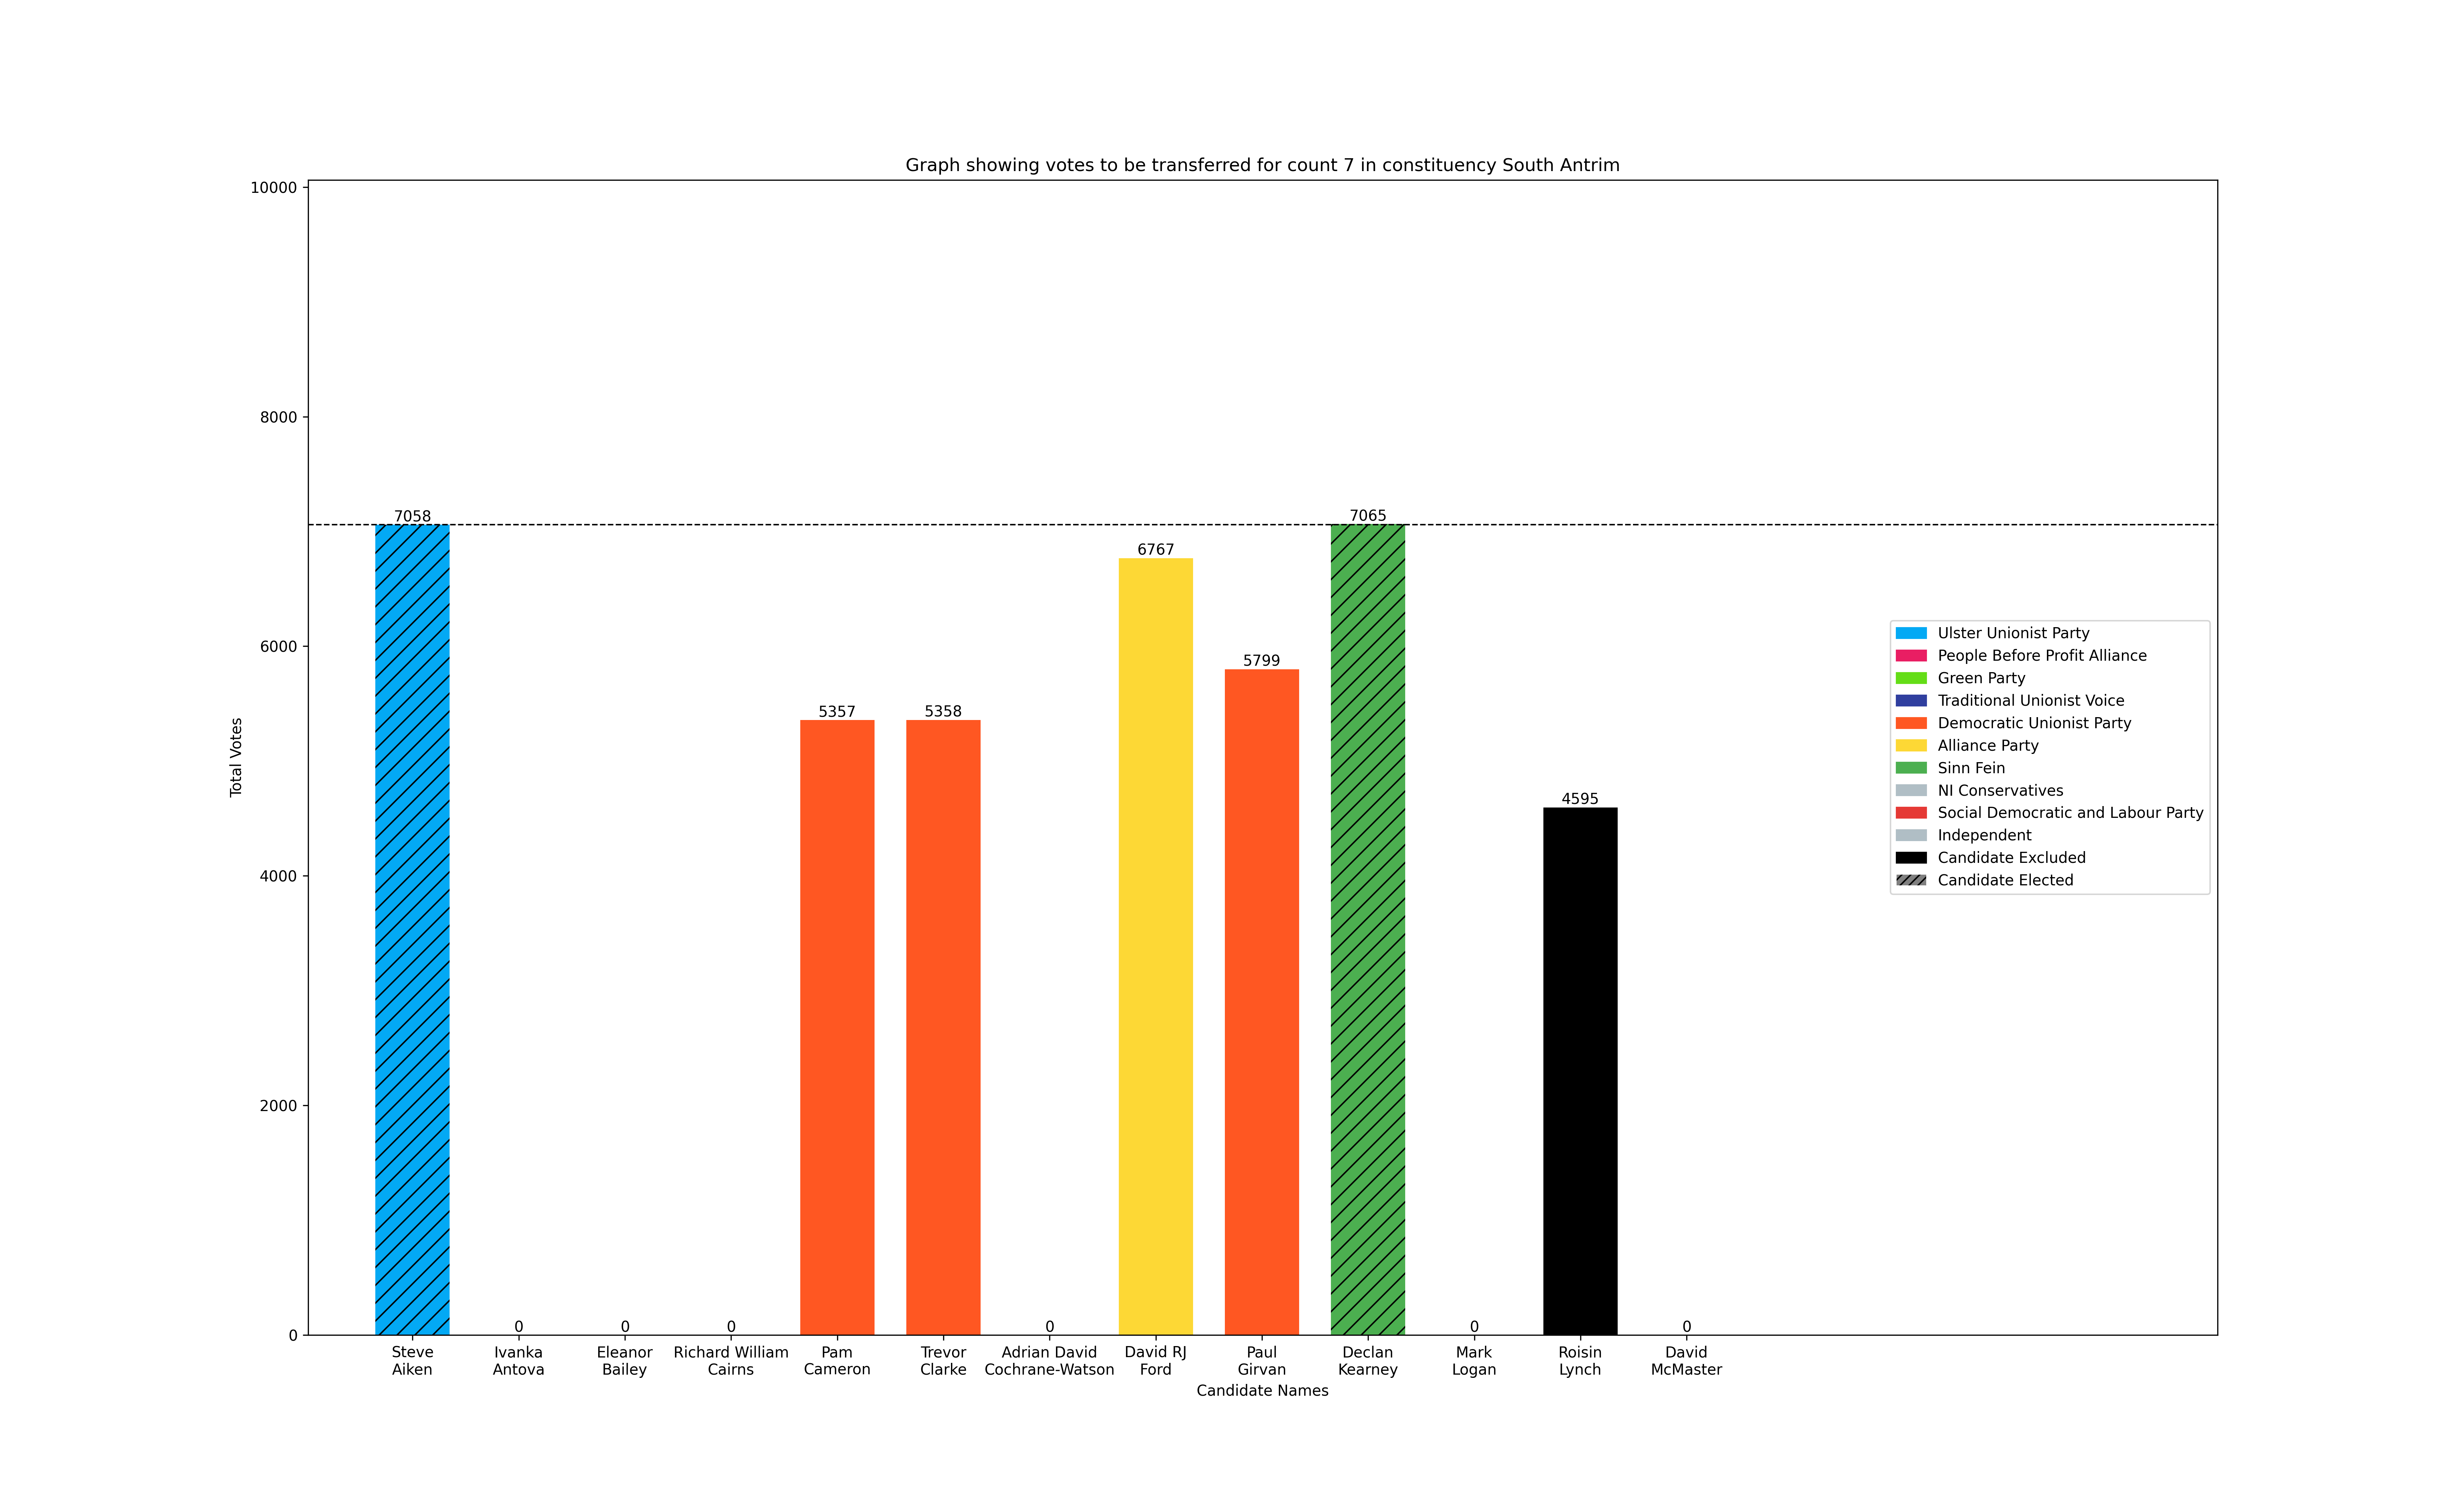 Graph showing votes to be transferred for count 7 in constituency South Antrim
10000
8000
6000
4000
2000
0
Total Votes
7058
0
0
0
5357
5358
0
6767
5799
7065
0
4595
0
Steve
Aiken
Ivanka
Antova
Eleanor
Bailey
Richard William
Cairns
Pam
Cameron
Trevor
Clarke
Adrian David
Cochrane-Watson
David RJ
Ford
Paul
Girvan
Declan
Kearney
Mark
Logan
Roisin
Lynch
David
McMaster
Candidate Names
Ulster Unionist Party
People Before Profit Alliance
Green Party
Traditional Unionist Voice
Democratic Unionist Party
Alliance Party
Sinn Fein
NI Conservatives
Social Democratic and Labour Party
Independent
Candidate Excluded
Candidate Elected